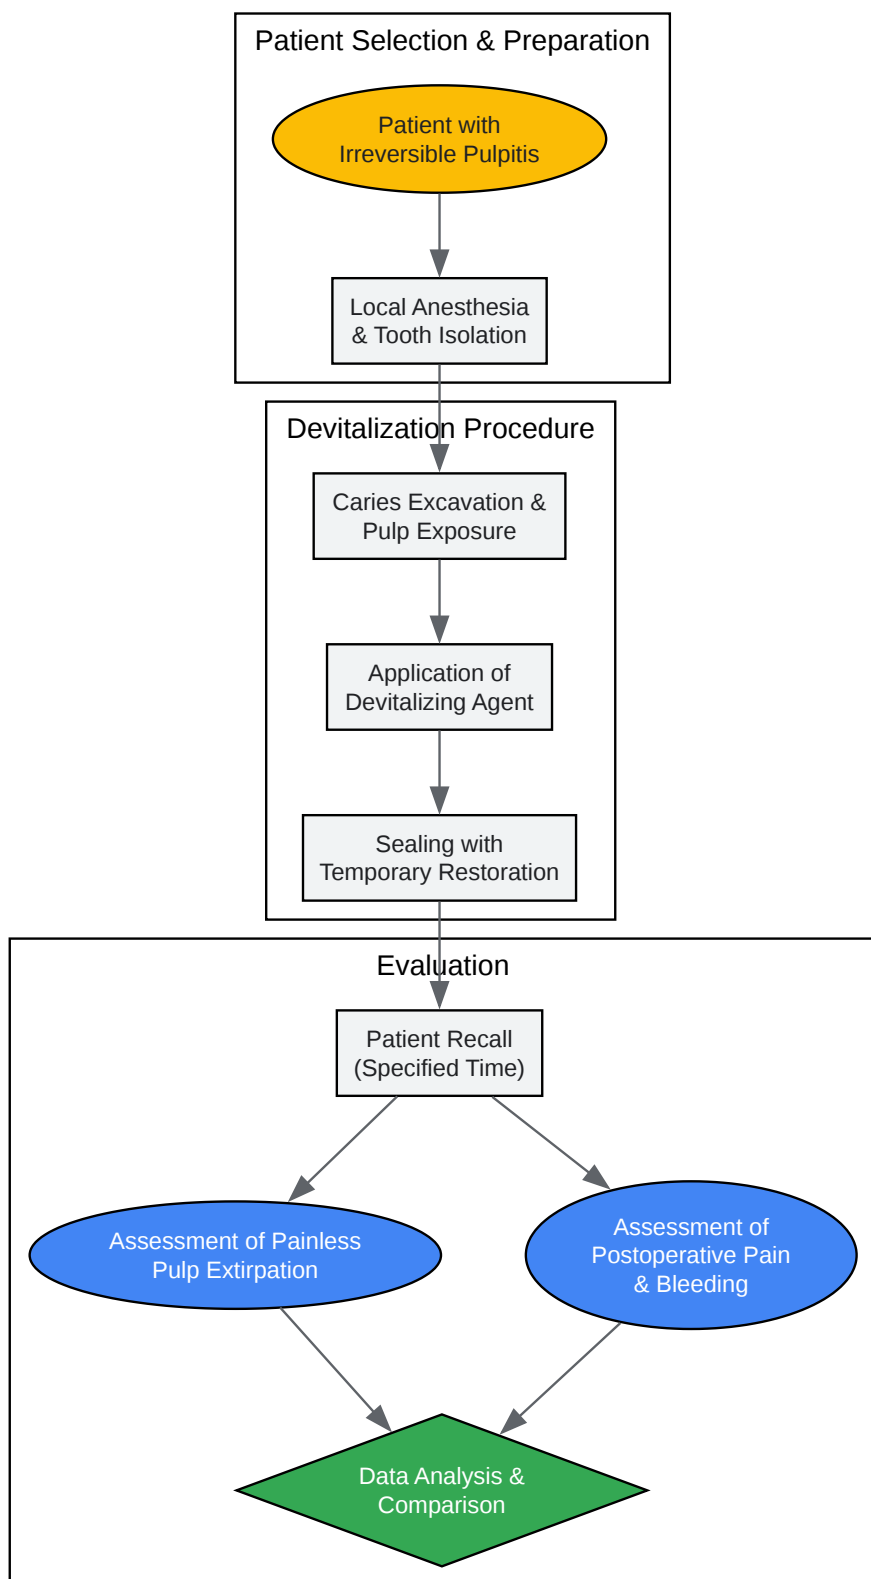 Patient Selection & Preparation
Patient with
Irreversible Pulpitis
Local Anesthesia
& Tooth Isolation
Devitalization Procedure
Caries Excavation &
Pulp Exposure
Application of
Devitalizing Agent
Sealing with
Temporary Restoration
Evaluation
Patient Recall
(Specified Time)
Assessment of Painless
Pulp Extirpation
Assessment of
Postoperative Pain
& Bleeding
Data Analysis &
Comparison